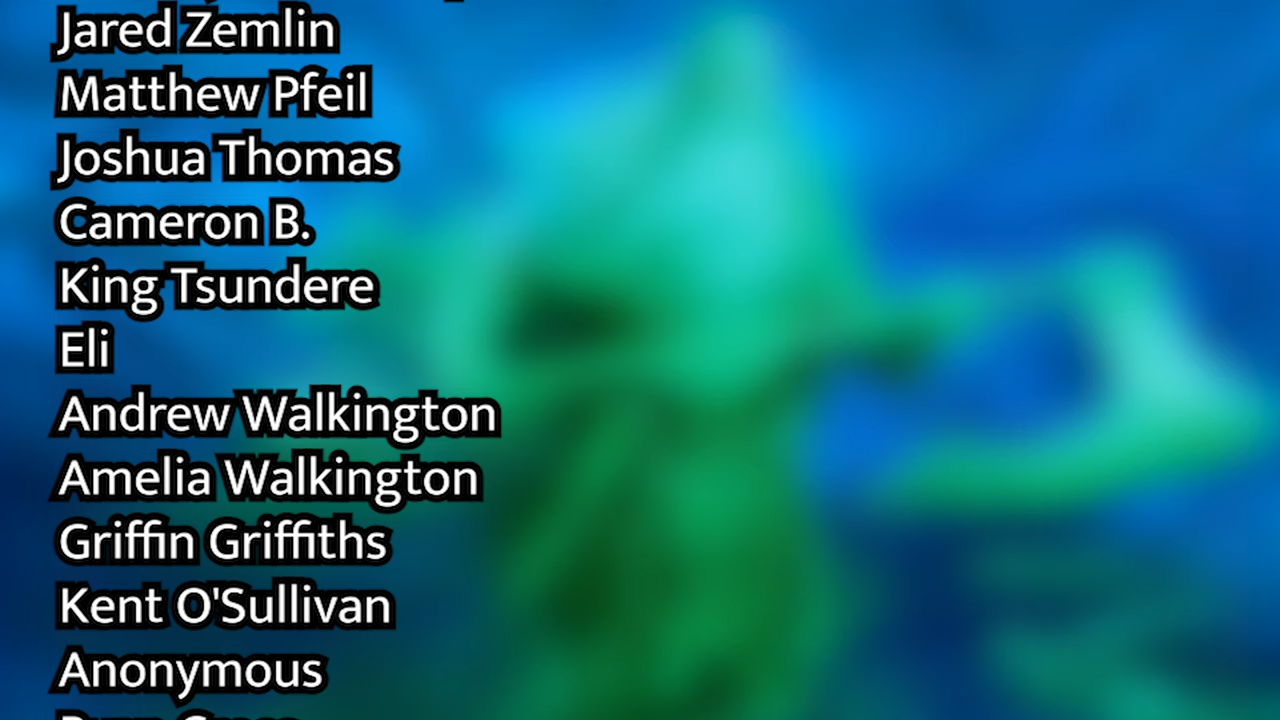 Jared Zemlin
Matthew Pfeil
Joshua Thomas
Cameron B.
King Tsundere
Eli
Andrew Walkington
Amelia Walkington
Griffin Griffiths
Kent O'Sullivan
Anonymous